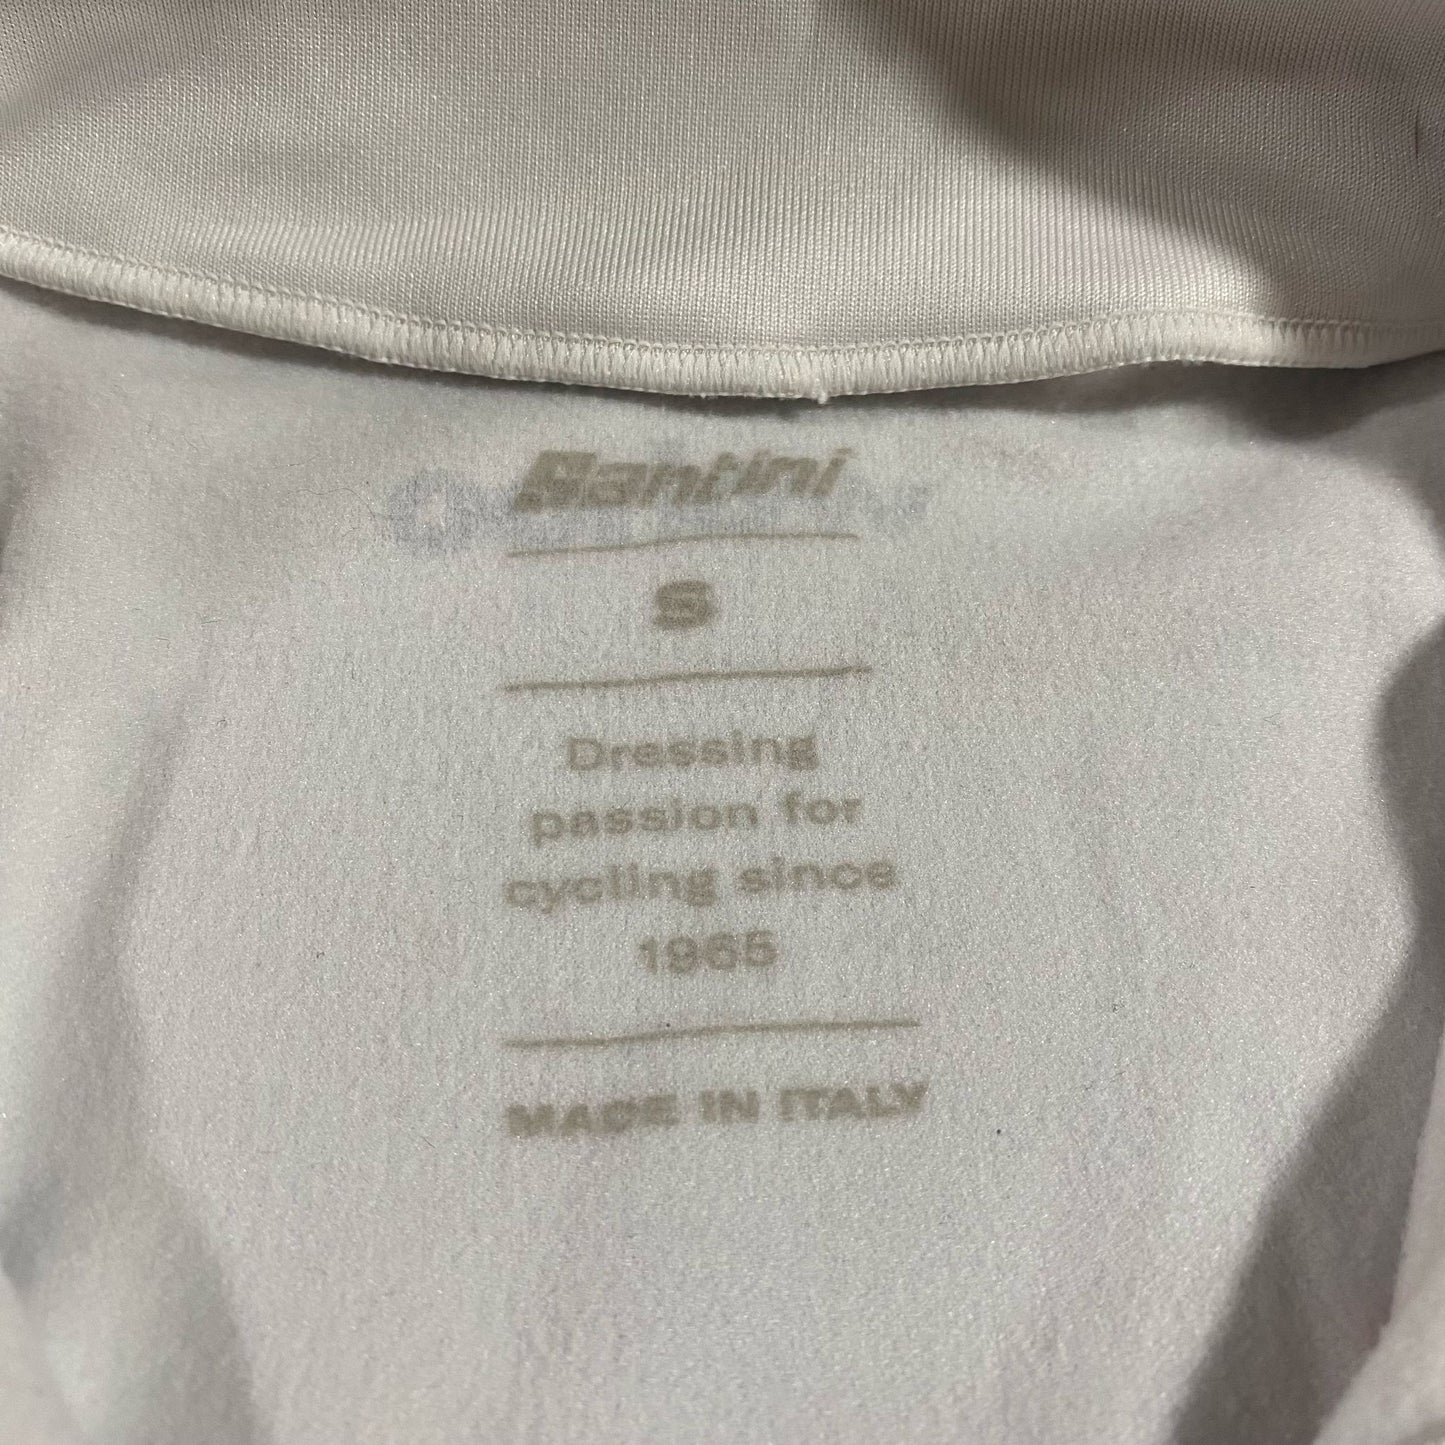 Santini
S
Dressing
passion for
cycling since
1965
MADE IN ITALY